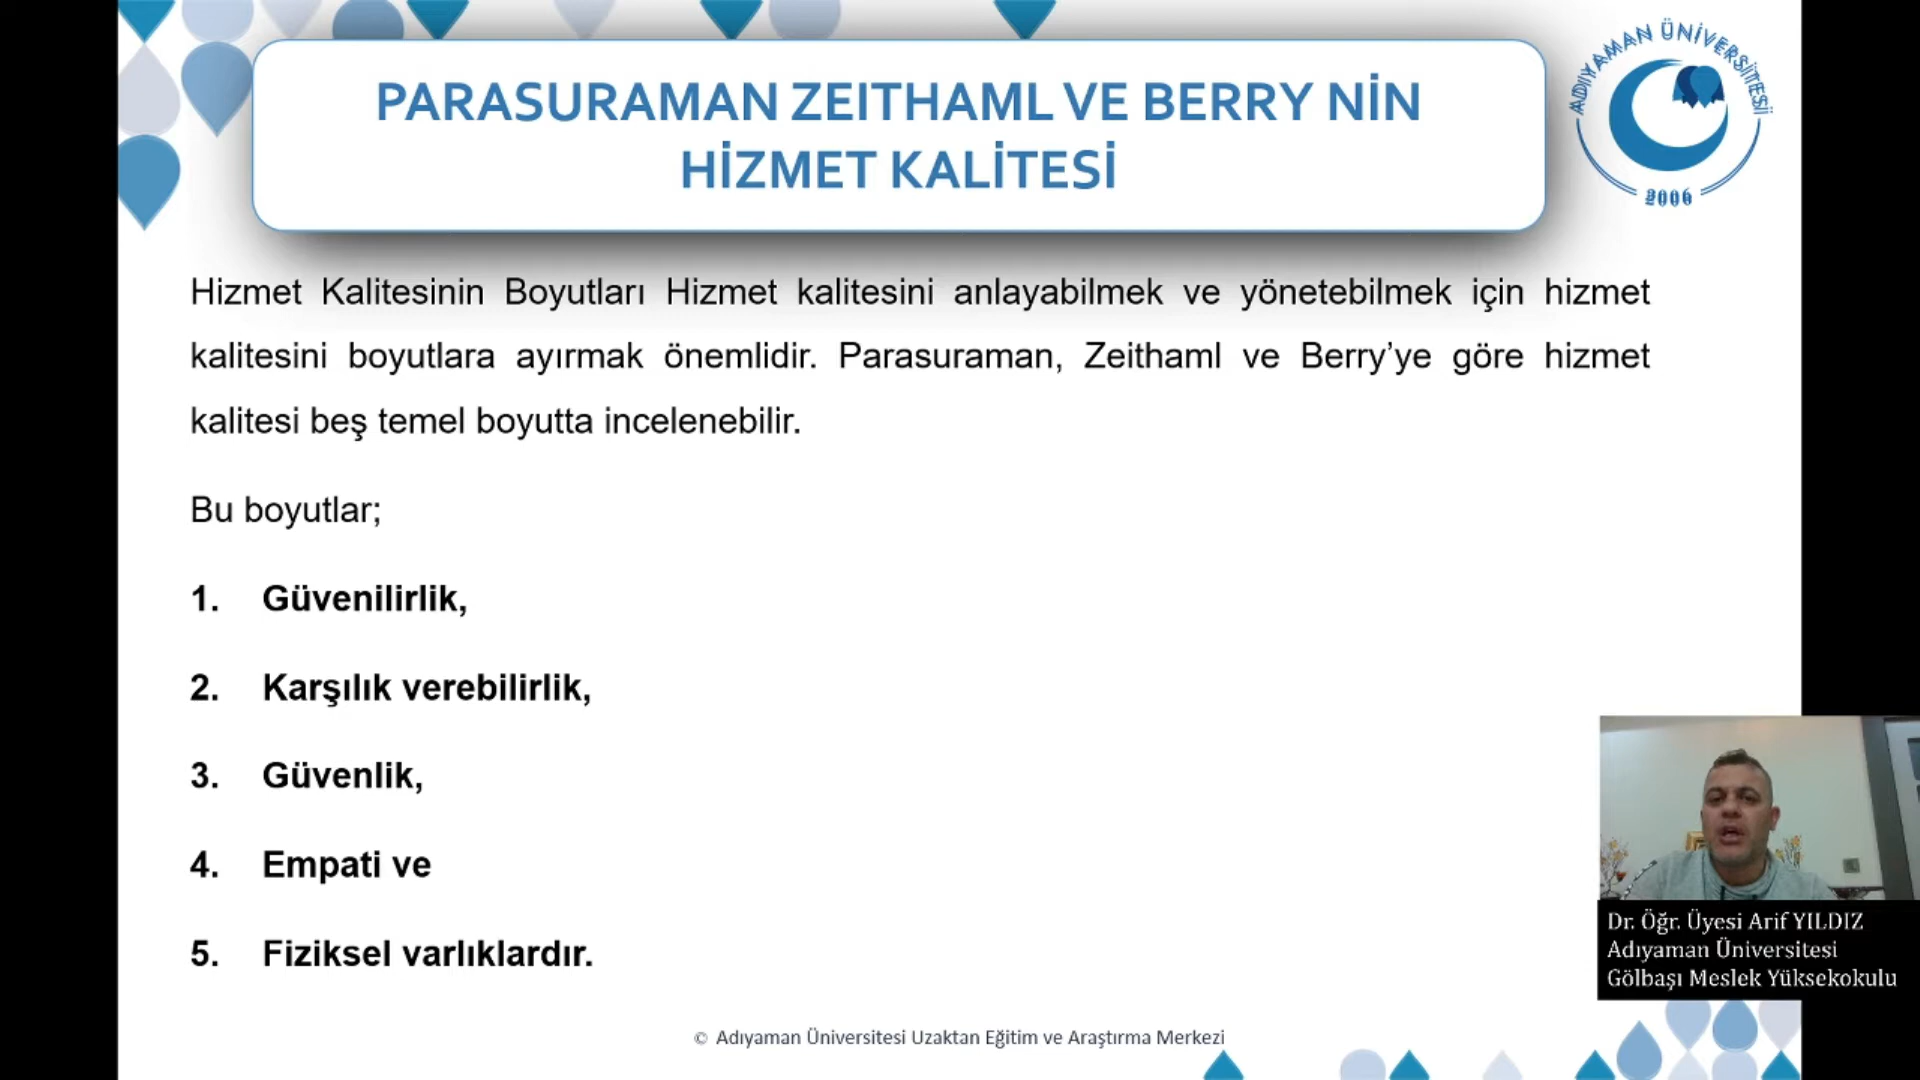 PARASURAMAN ZEITHAML VE BERRY NİN
HİZMET KALİTESİ
ADIYAMAN ÜNİVERSİTESİ
2006
Hizmet Kalitesinin Boyutları Hizmet kalitesini anlayabilmek ve yönetebilmek için hizmet
kalitesini boyutlara ayırmak önemlidir. Parasuraman, Zeithaml ve Berry’ye göre hizmet
kalitesi beş temel boyutta incelenebilir.
Bu boyutlar;
1. Güvenilirlik,
2. Karşılık verebilirlik,
3. Güvenlik,
4. Empati ve
5. Fiziksel varlıklardır.
Dr. Öğr. Üyesi Arif YILDIZ
Adıyaman Üniversitesi
Gölbaşı Meslek Yüksekokulu
© Adıyaman Üniversitesi Uzaktan Eğitim ve Araştırma Merkezi